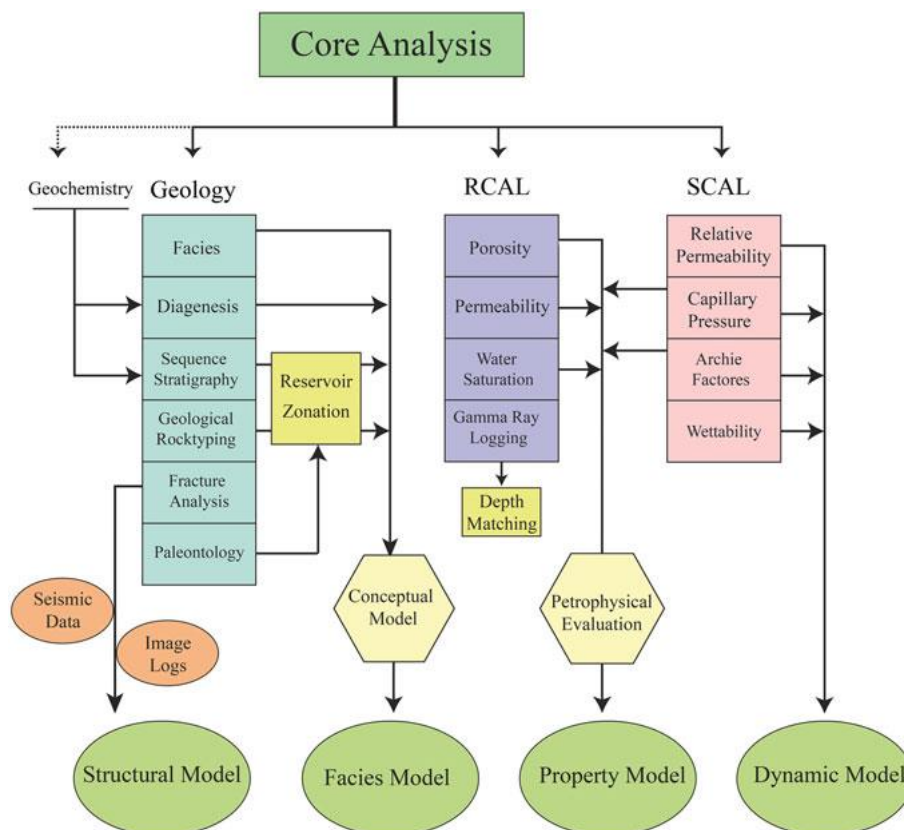 Core Analysis
Geochemistry
Geology
RCAL
SCAL
Facies
Diagenesis
Sequence
Stratigraphy
Geological
Rocktyping
Fracture
Analysis
Paleontology
Reservoir
Zonation
Porosity
Permeability
Water
Saturation
Gamma Ray
Logging
Depth
Matching
Relative
Permeability
Capillary
Pressure
Archie
Factores
Wettability
Seismic
Data
Image
Logs
Conceptual
Model
Petrophysical
Evaluation
Structural Model
Facies Model
Property Model
Dynamic Model